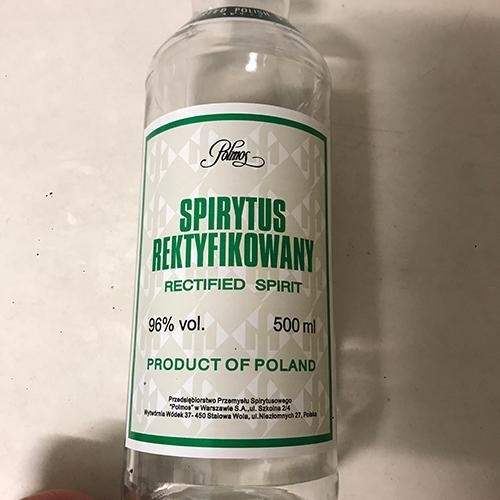 POLISH
Polmos
SPIRYTUS
REKTYFIKOWANY
RECTIFIED SPIRIT
96% vol. 500 ml
PRODUCT OF POLAND
Przedsiębiorstwo Przemysłu Spirytusowego
"Polmos" w Warszawie S.A.,ul. Szkolna 2/4
Wytwórnia Wódek 37- 450 Stalowa Wola, ul.Niezłomnych 27, Polska